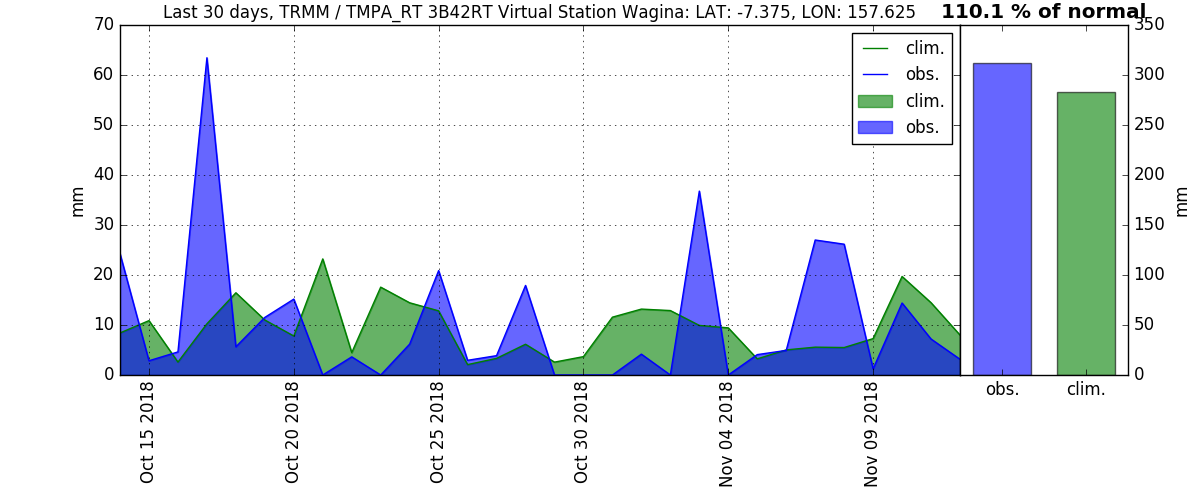 Last 30 days, TRMM / TMPA_RT 3B42RT Virtual Station Wagina: LAT: -7.375, LON: 157.625
110.1 % of normal
70
60
50
40
30
20
10
0
mm
clim.
obs.
clim.
obs.
350
300
250
200
150
100
50
0
mm
Oct 15 2018
Oct 20 2018
Oct 25 2018
Oct 30 2018
Nov 04 2018
Nov 09 2018
obs.
clim.